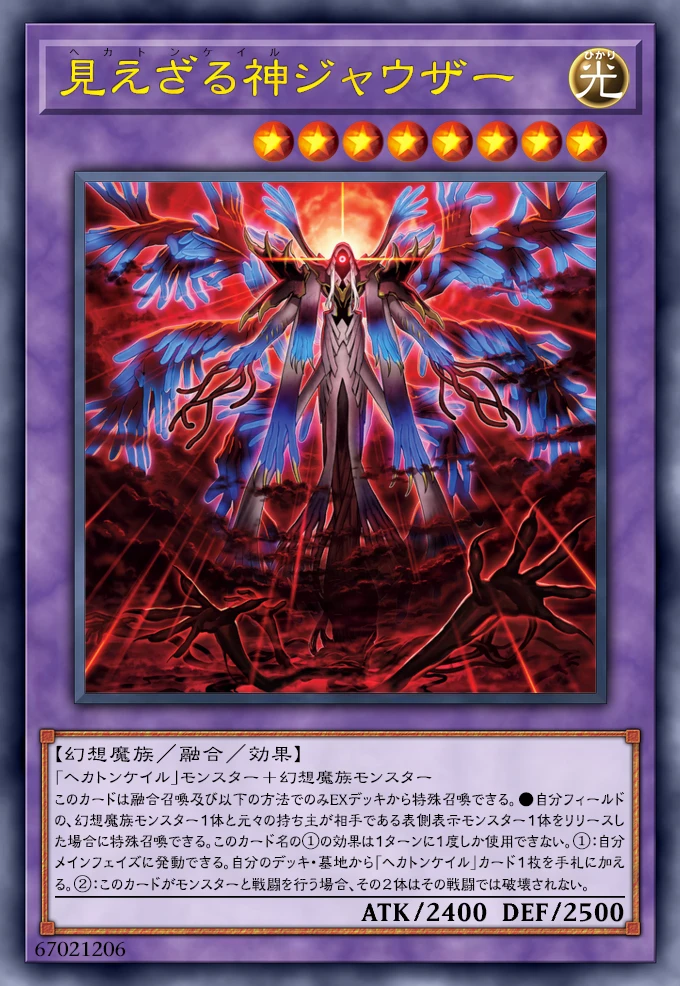 ヘカトンケイル
見えざる神ジャウザー
ひかり
光
【幻想魔族／融合／効果】
「ヘカトンケイル」モンスター＋幻想魔族モンスター
このカードは融合召喚及び以下の方法でのみEXデッキから特殊召喚できる。●自分フィールド
の、幻想魔族モンスター1体と元々の持ち主が相手である表側表示モンスター1体をリリースし
た場合に特殊召喚できる。このカード名の①の効果は1ターンに1度しか使用できない。①：自分
メインフェイズに発動できる。自分のデッキ・墓地から「ヘカトンケイル」カード1枚を手札に加え
る。②：このカードがモンスターと戦闘を行う場合、その2体はその戦闘では破壊されない。
ATK/2400 DEF/2500
67021206